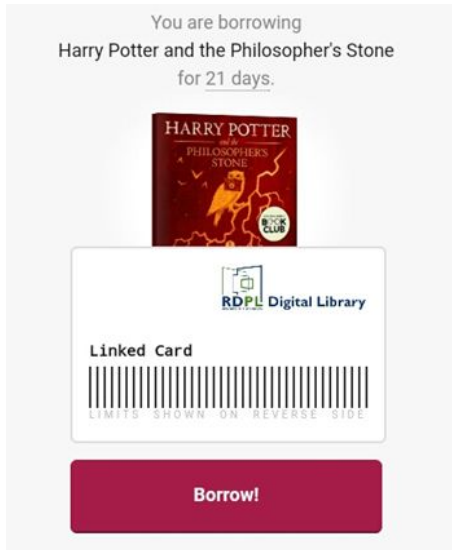 You are borrowing
Harry Potter and the Philosopher's Stone
for 21 days.
HARRY POTTER
and the
PHILOSOPHER'S
STONE
BOOK
CLUB
RDPL Digital Library
Linked Card
LIMITS SHOWN ON REVERSE SIDE
Borrow!